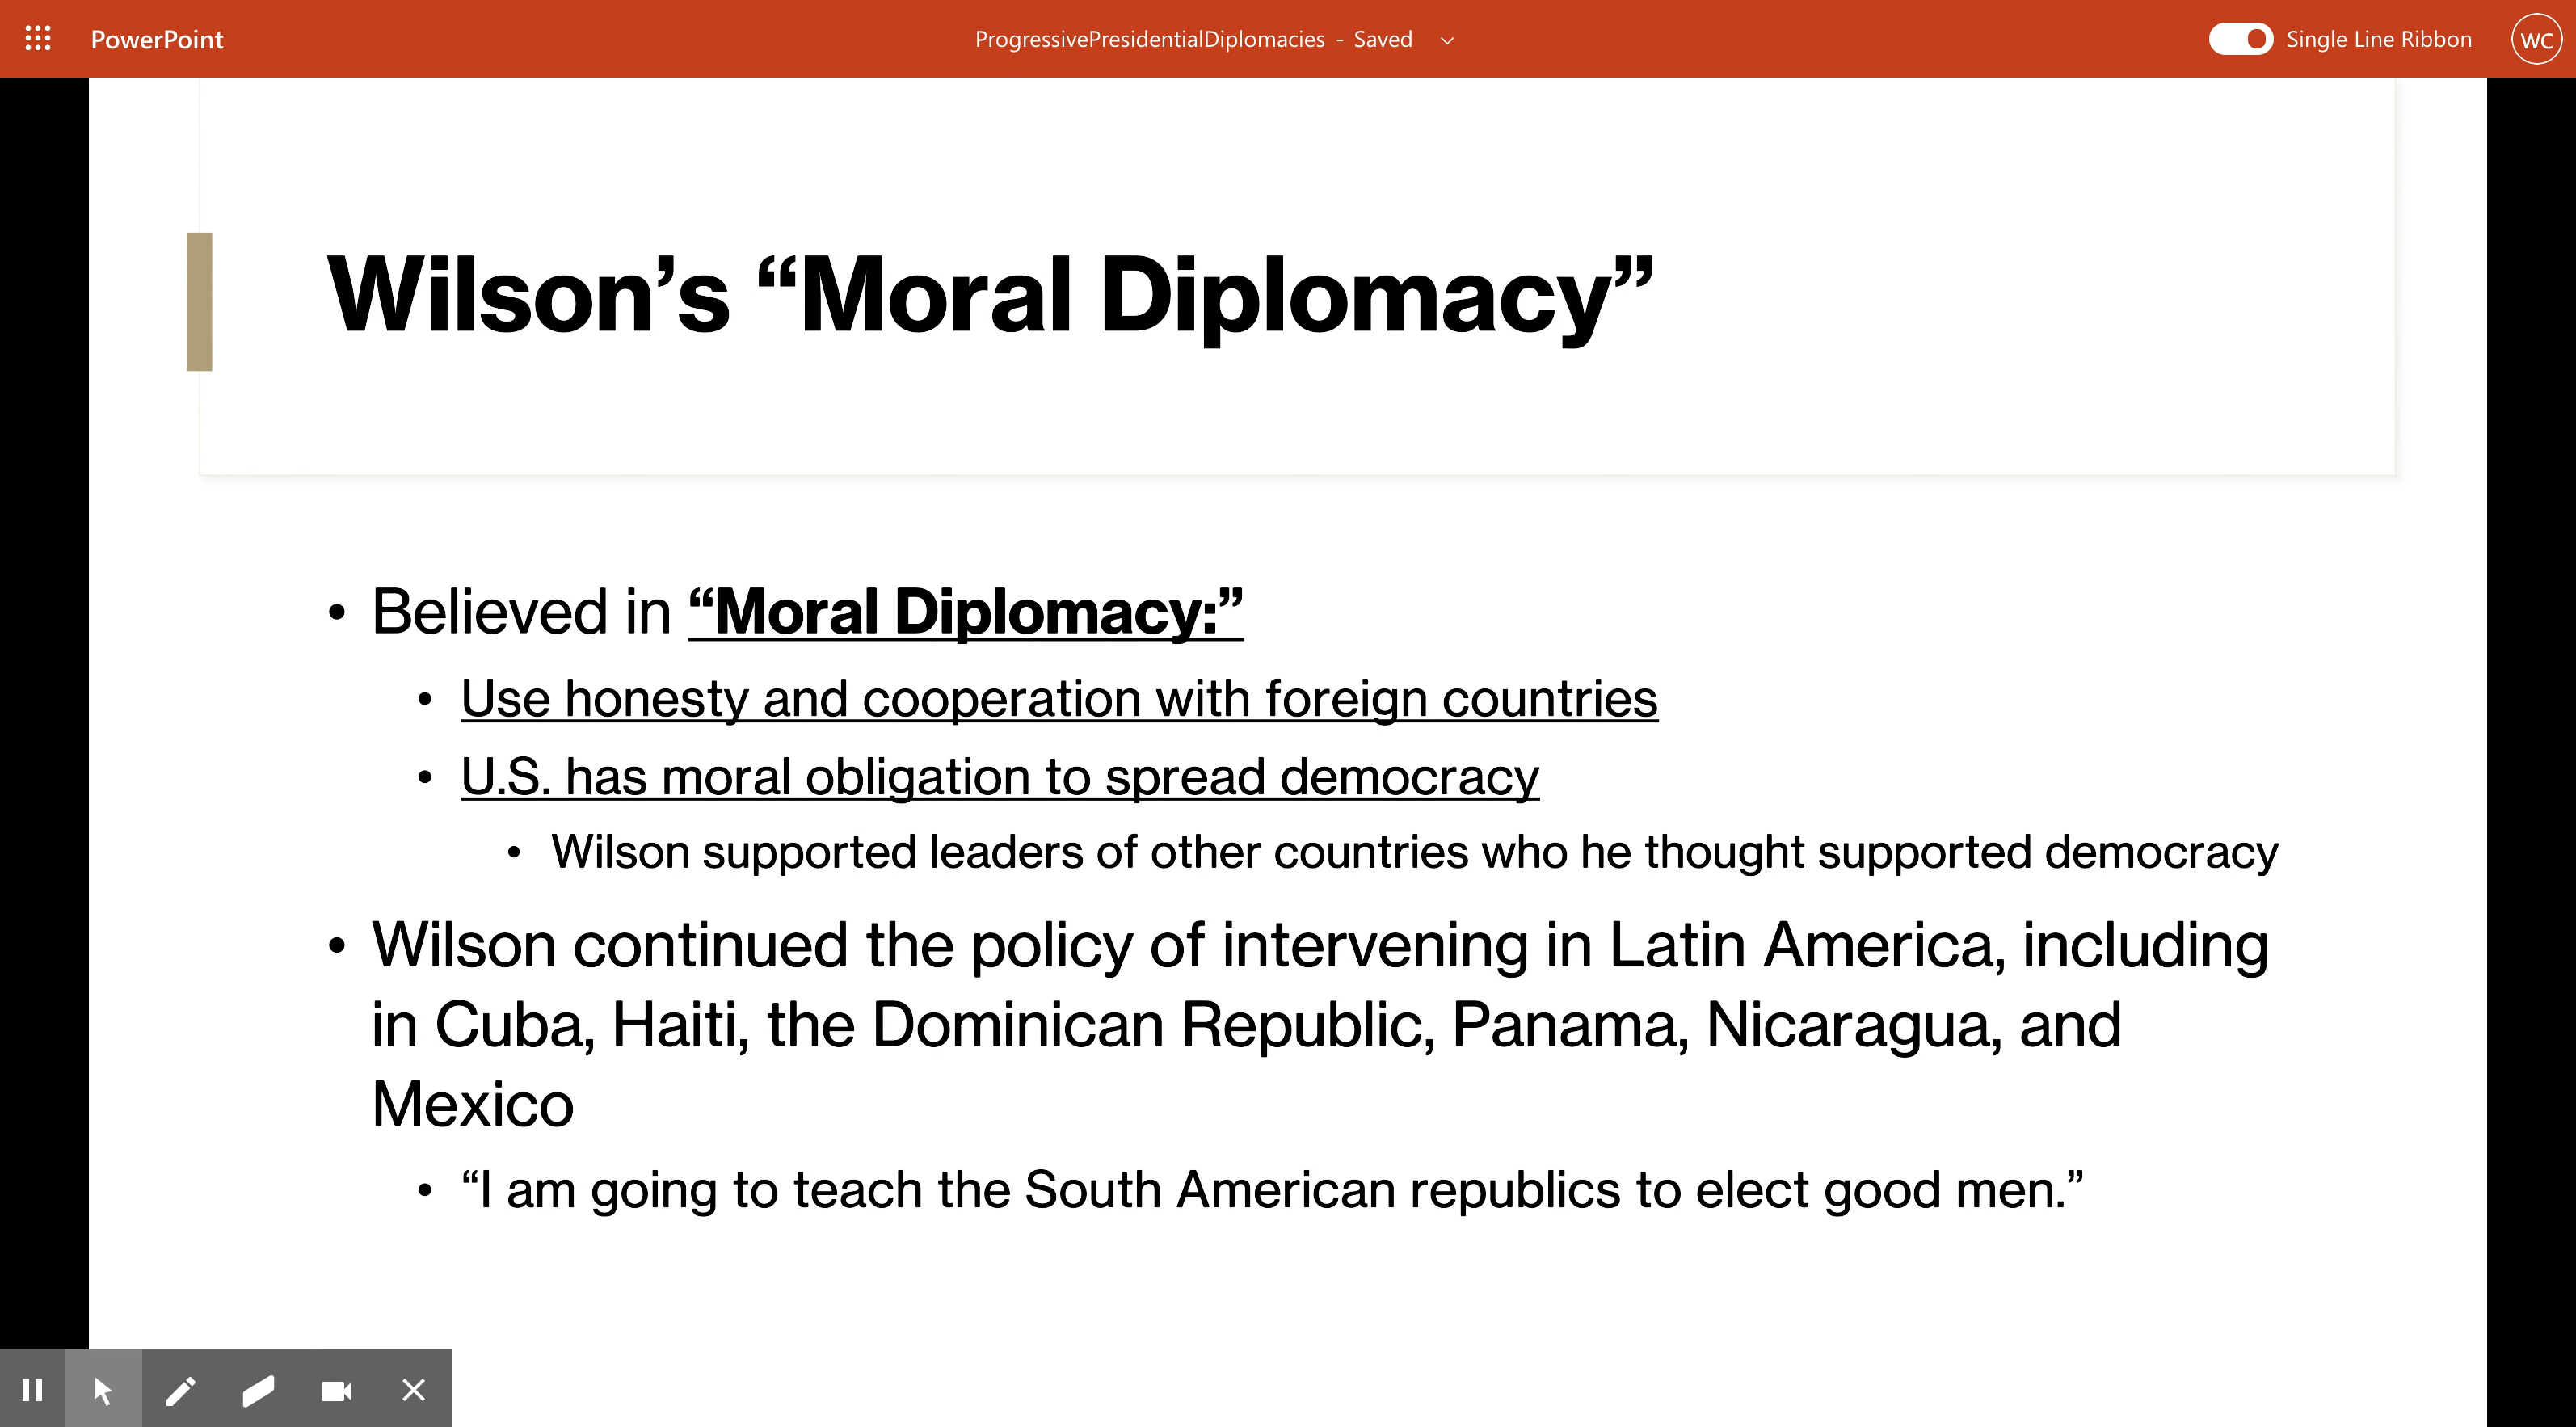 PowerPoint
ProgressivePresidentialDiplomacies - Saved
Single Line Ribbon
WC
Wilson’s “Moral Diplomacy”
• Believed in “Moral Diplomacy:”
• Use honesty and cooperation with foreign countries
• U.S. has moral obligation to spread democracy
• Wilson supported leaders of other countries who he thought supported democracy
• Wilson continued the policy of intervening in Latin America, including
in Cuba, Haiti, the Dominican Republic, Panama, Nicaragua, and
Mexico
• “I am going to teach the South American republics to elect good men.”